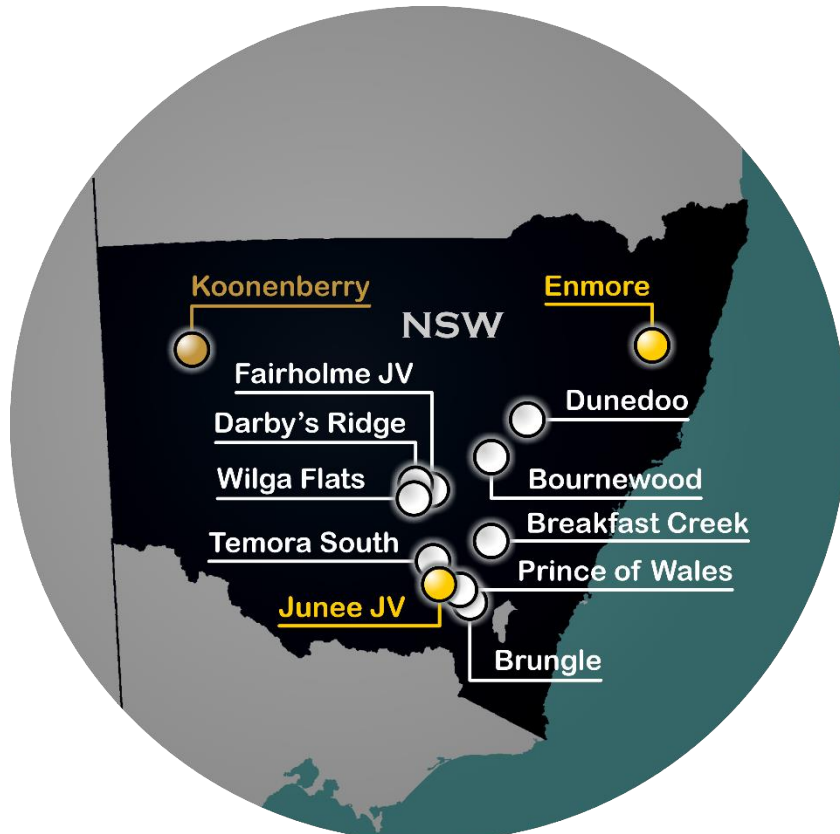 Koonenberry
Enmore
NSW
Fairholme JV
Dunedoo
Darby's Ridge
Wilga Flats
Bournewood
Breakfast Creek
Temora South
Prince of Wales
Junee JV
Brungle